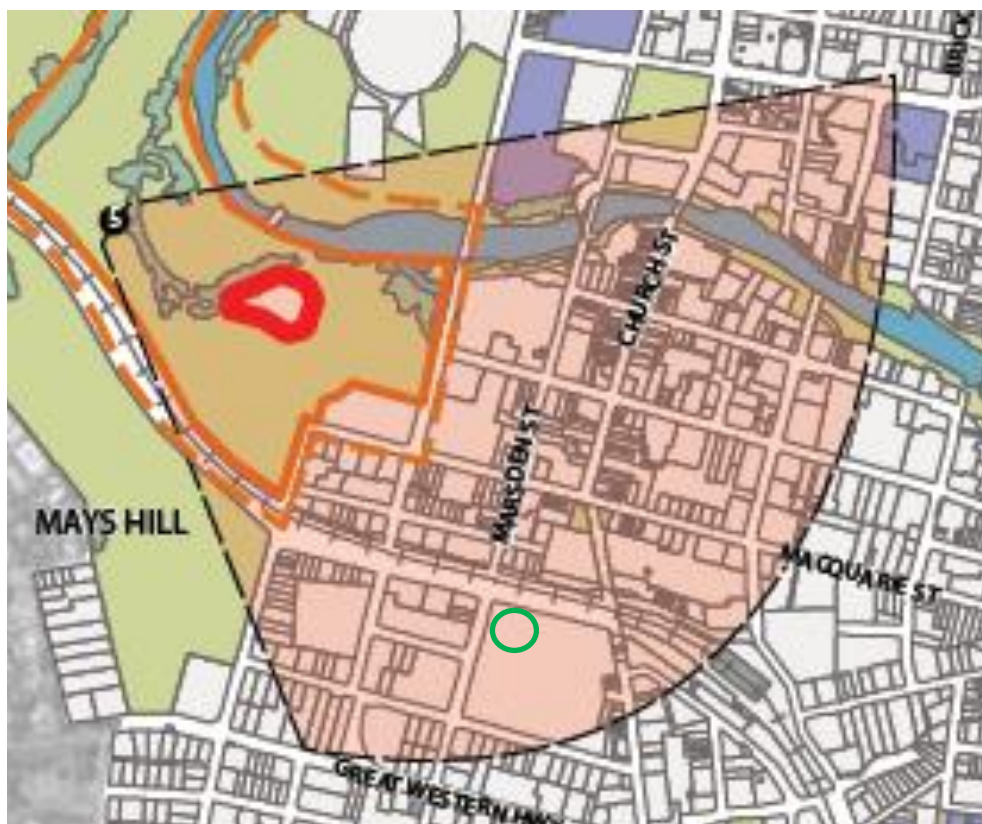 5
CHURCH ST
MARSDEN ST
MAYS HILL
MACQUARIE ST
GREAT WESTERN HWY